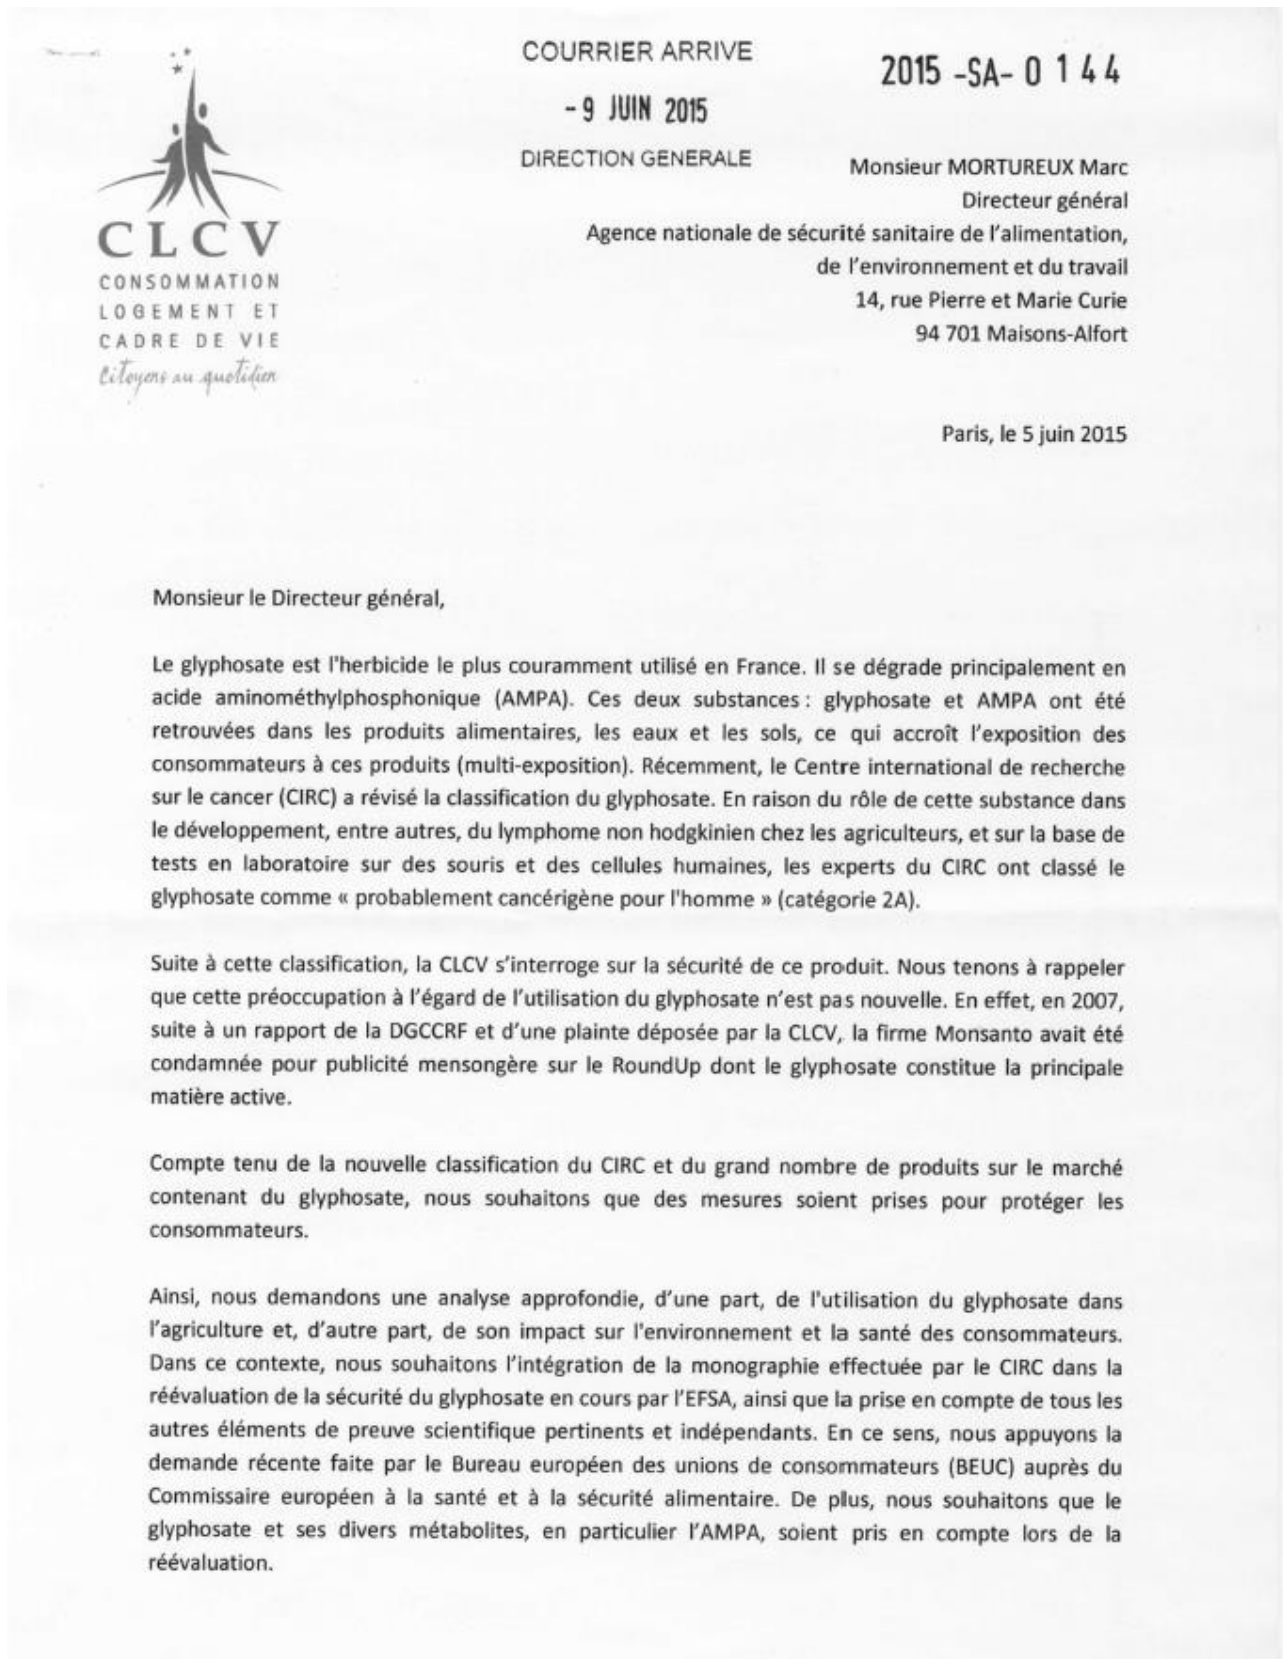 COURRIER ARRIVE
2015 -SA- 0 1 4 4
- 9 JUIN 2015
DIRECTION GENERALE
CLCV
CONSOMMATION
LOGEMENT ET
CADRE DE VIE
Citoyens au quotidien
Monsieur MORTUREUX Marc
Directeur général
Agence nationale de sécurité sanitaire de l'alimentation,
de l'environnement et du travail
14, rue Pierre et Marie Curie
94 701 Maisons-Alfort
Paris, le 5 juin 2015
Monsieur le Directeur général,
Le glyphosate est l'herbicide le plus couramment utilisé en France. Il se dégrade principalement en
acide aminométhylphosphonique (AMPA). Ces deux substances : glyphosate et AMPA ont été
retrouvées dans les produits alimentaires, les eaux et les sols, ce qui accroît l'exposition des
consommateurs à ces produits (multi-exposition). Récemment, le Centre international de recherche
sur le cancer (CIRC) a révisé la classification du glyphosate. En raison du rôle de cette substance dans
le développement, entre autres, du lymphome non hodgkinien chez les agriculteurs, et sur la base de
tests en laboratoire sur des souris et des cellules humaines, les experts du CIRC ont classé le
glyphosate comme « probablement cancérigène pour l'homme » (catégorie 2A).
Suite à cette classification, la CLCV s'interroge sur la sécurité de ce produit. Nous tenons à rappeler
que cette préoccupation à l'égard de l'utilisation du glyphosate n'est pas nouvelle. En effet, en 2007,
suite à un rapport de la DGCCRF et d'une plainte déposée par la CLCV, la firme Monsanto avait été
condamnée pour publicité mensongère sur le RoundUp dont le glyphosate constitue la principale
matière active.
Compte tenu de la nouvelle classification du CIRC et du grand nombre de produits sur le marché
contenant du glyphosate, nous souhaitons que des mesures soient prises pour protéger les
consommateurs.
Ainsi, nous demandons une analyse approfondie, d'une part, de l'utilisation du glyphosate dans
l'agriculture et, d'autre part, de son impact sur l'environnement et la santé des consommateurs.
Dans ce contexte, nous souhaitons l'intégration de la monographie effectuée par le CIRC dans la
réévaluation de la sécurité du glyphosate en cours par l'EFSA, ainsi que la prise en compte de tous les
autres éléments de preuve scientifique pertinents et indépendants. En ce sens, nous appuyons la
demande récente faite par le Bureau européen des unions de consommateurs (BEUC) auprès du
Commissaire européen à la santé et à la sécurité alimentaire. De plus, nous souhaitons que le
glyphosate et ses divers métabolites, en particulier l'AMPA, soient pris en compte lors de la
réévaluation.